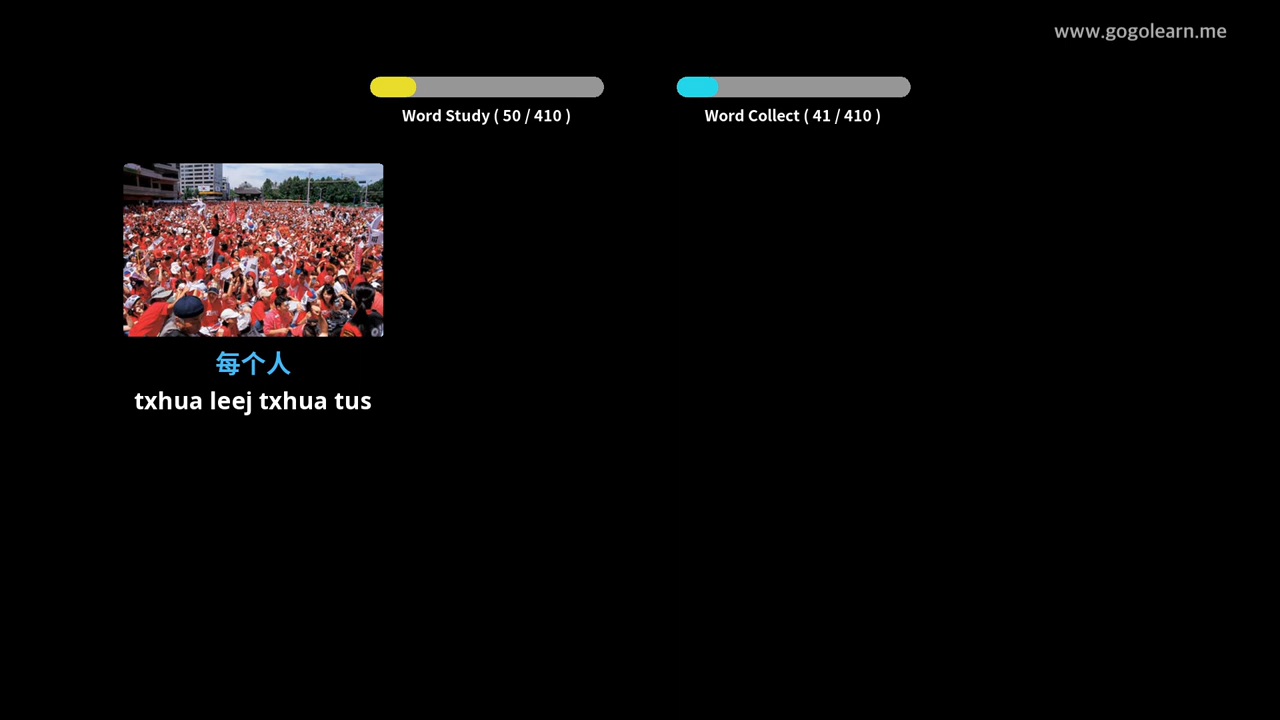 www.gogolearn.me
Word Study ( 50 / 410 )
Word Collect ( 41 / 410 )
每个人
txhua leej txhua tus